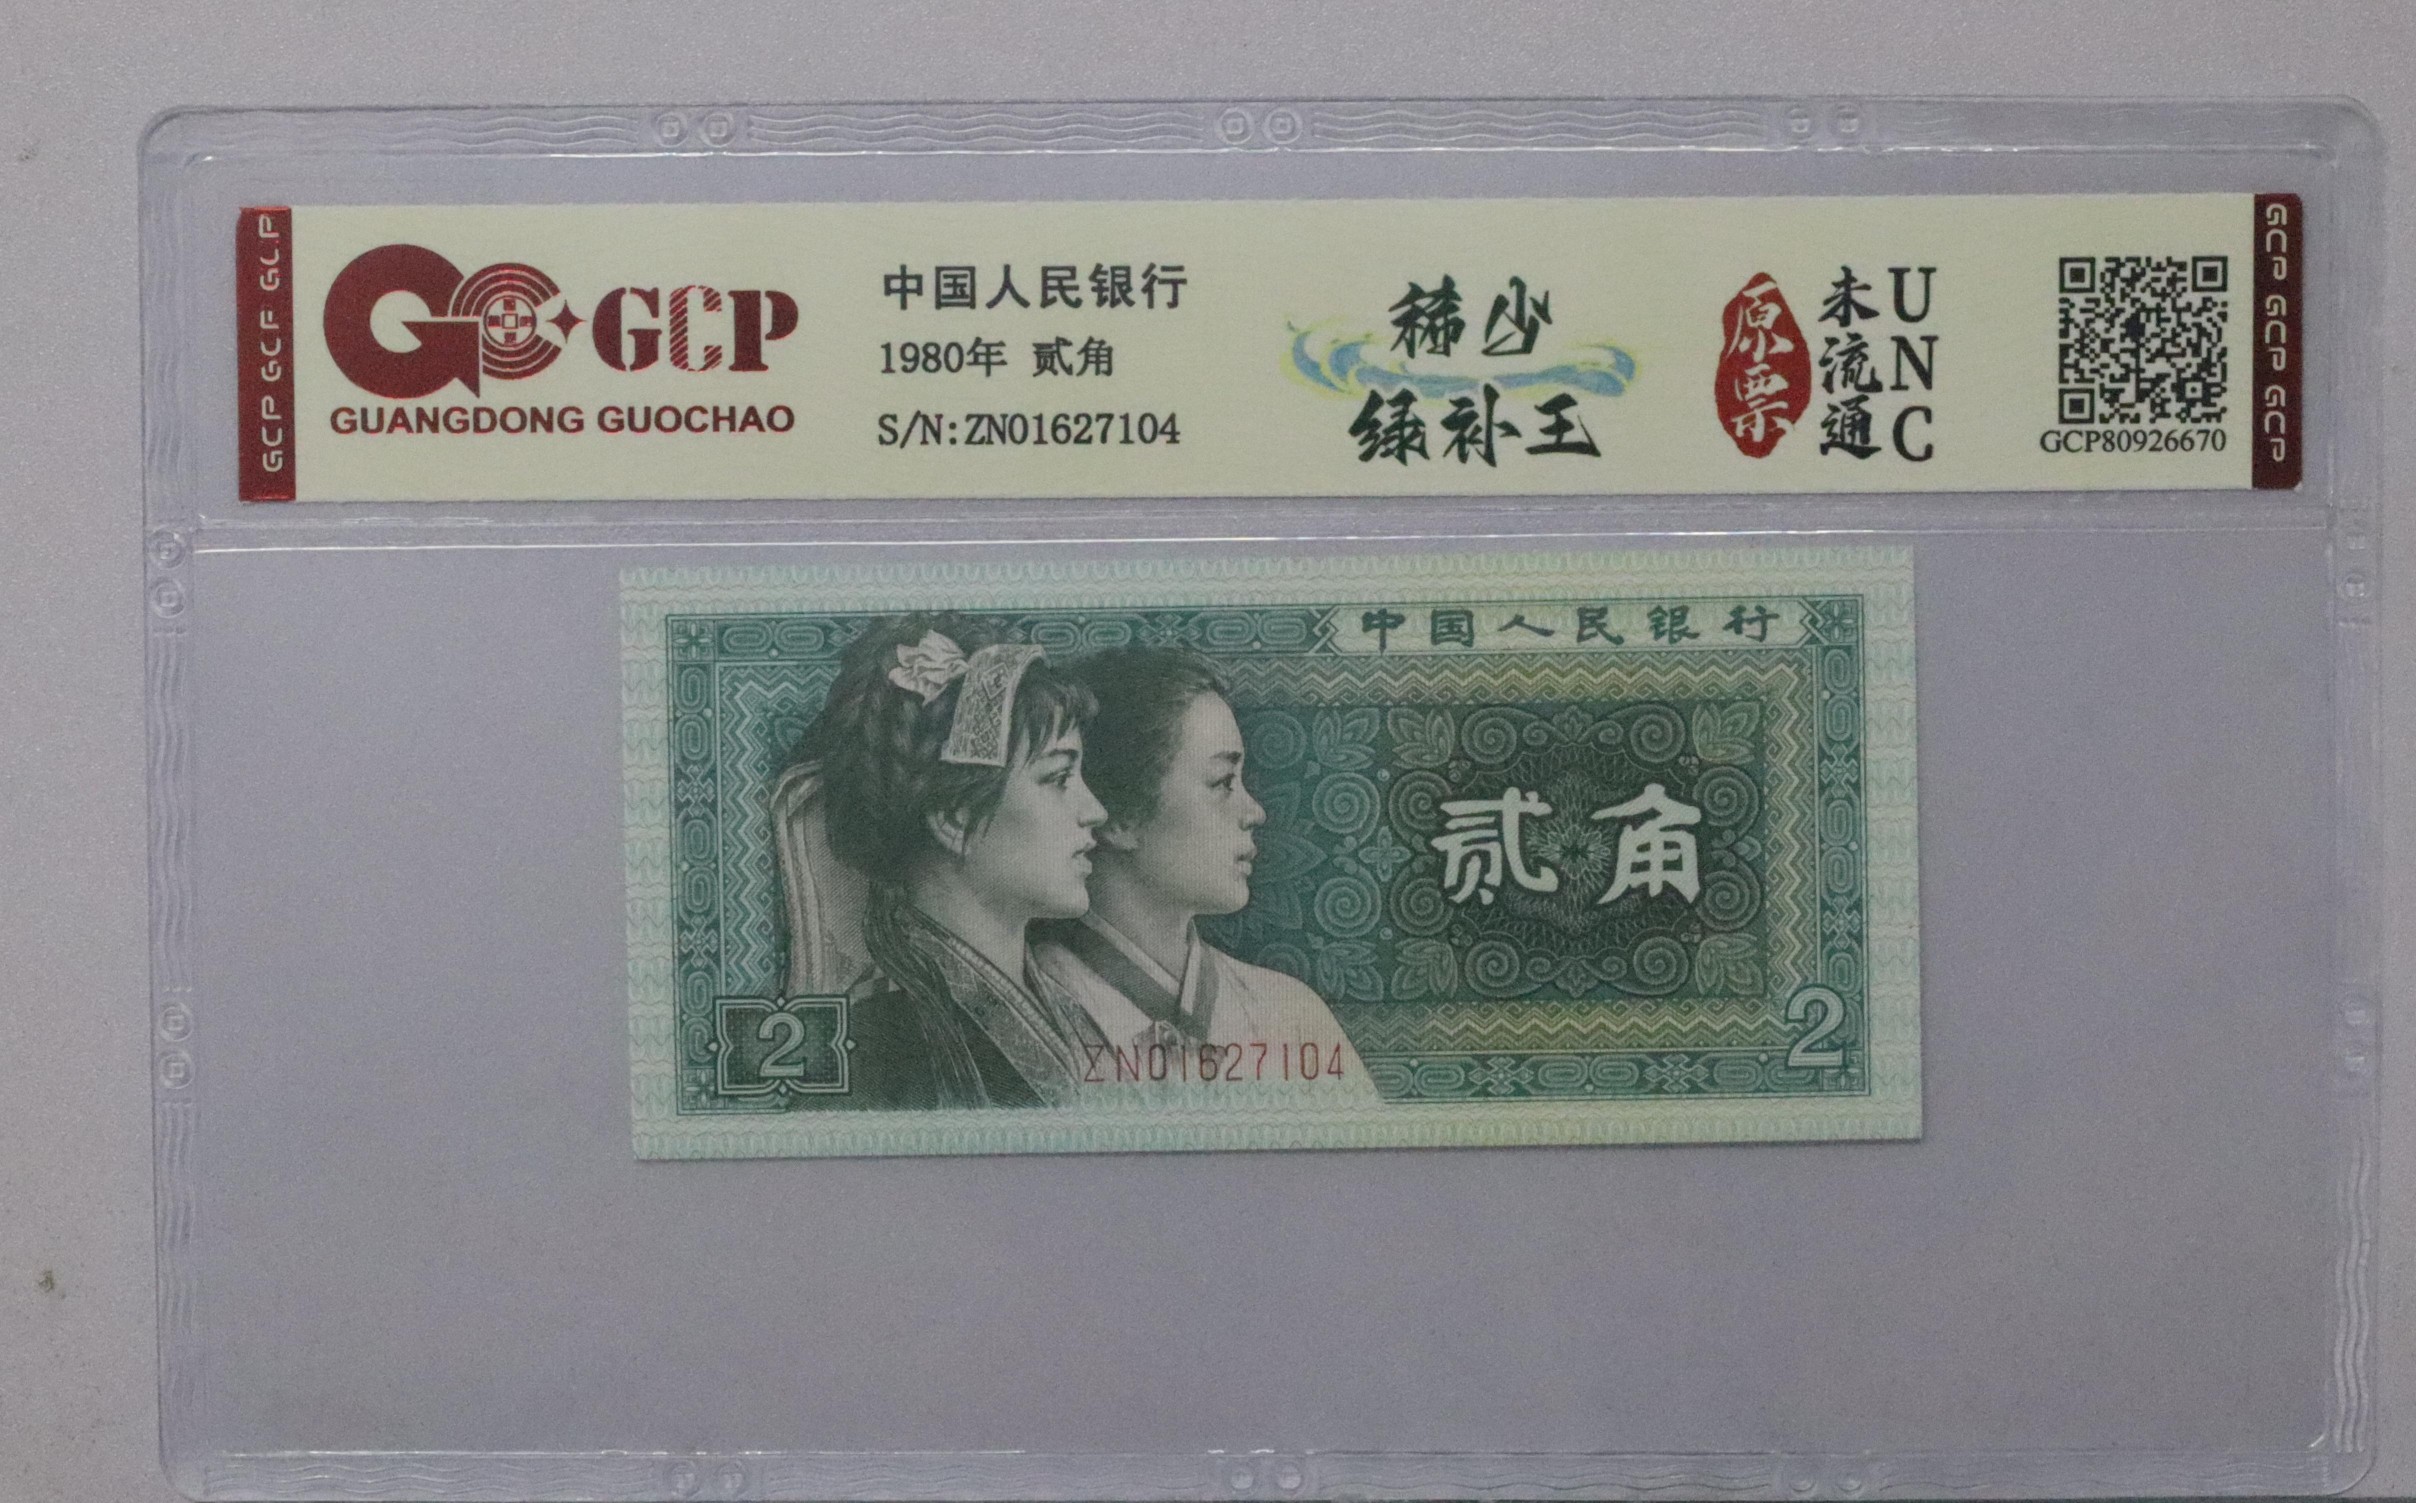 GCP GCP GCP
GCP
GUANGDONG GUOCHAO
中国人民银行
1980年 贰角
S/N:ZN01627104
稀少
绿补王
原票
未流通
UNC
GCP80926670
GCP GCP GCP
中国人民银行
贰角
2
ZN01627104
2